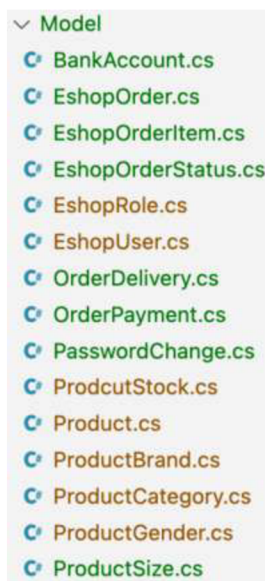 Model
C# BankAccount.cs
C# EshopOrder.cs
C# EshopOrderItem.cs
C# EshopOrderStatus.cs
C# EshopRole.cs
C# EshopUser.cs
C# OrderDelivery.cs
C# OrderPayment.cs
C# PasswordChange.cs
C# ProdcutStock.cs
C# Product.cs
C# ProductBrand.cs
C# ProductCategory.cs
C# ProductGender.cs
C# ProductSize.cs